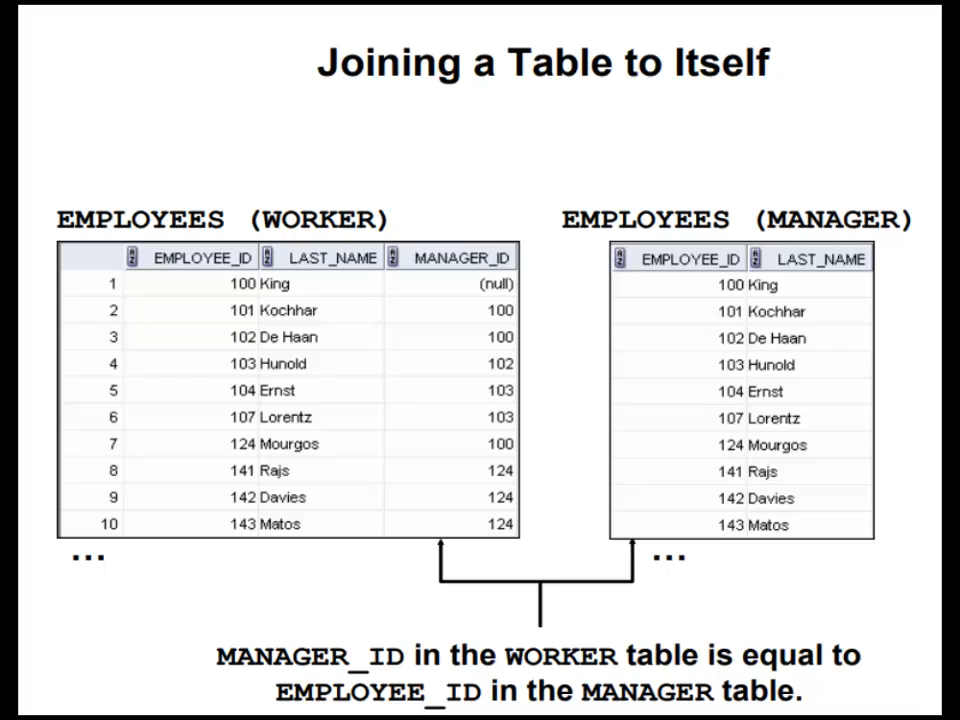 Joining a Table to Itself
EMPLOYEES (WORKER)
EMPLOYEES (MANAGER)
EMPLOYEE_ID LAST_NAME MANAGER_ID
1 100 King (null)
2 101 Kochhar 100
3 102 De Haan 100
4 103 Hunold 102
5 104 Ernst 103
6 107 Lorentz 103
7 124 Mourgos 100
8 141 Rajs 124
9 142 Davies 124
10 143 Matos 124
...
EMPLOYEE_ID LAST_NAME
100 King
101 Kochhar
102 De Haan
103 Hunold
104 Ernst
107 Lorentz
124 Mourgos
141 Rajs
142 Davies
143 Matos
...
MANAGER_ID in the WORKER table is equal to
EMPLOYEE_ID in the MANAGER table.